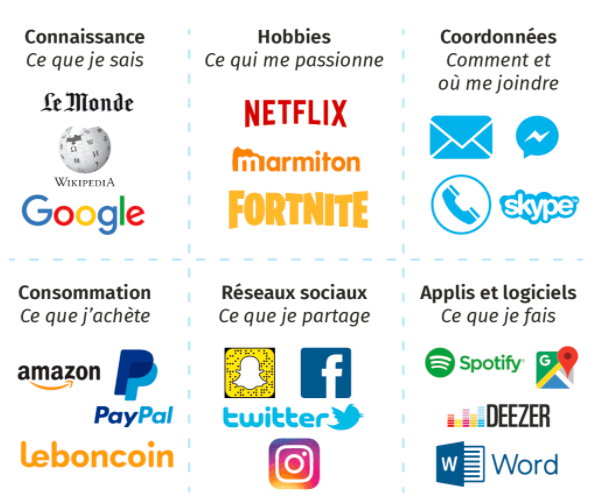 Connaissance
Ce que je sais
Le Monde
WIKIPEDIA
Google
Hobbies
Ce qui me passionne
NETFLIX
marmiton
FORTNITE
Coordonnées
Comment et
où me joindre
skype
Consommation
Ce que j'achète
amazon
PayPal
leboncoin
Réseaux sociaux
Ce que je partage
f
twitter
Applis et logiciels
Ce que je fais
Spotify
G
DEEZER
W Word